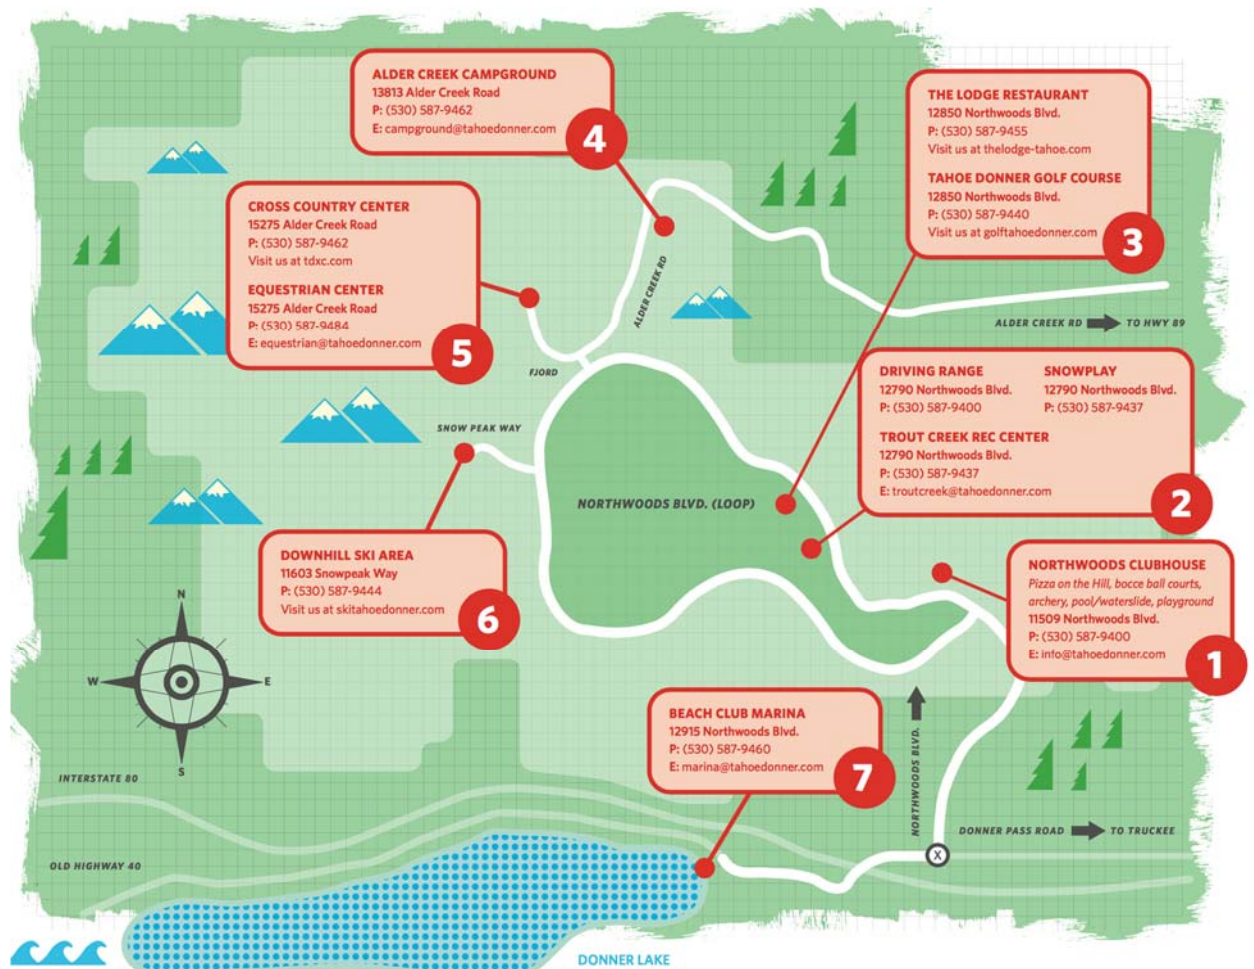 ALDER CREEK CAMPGROUND
13813 Alder Creek Road
P: (530) 587-9462
E: campground@tahoedonner.com
4
THE LODGE RESTAURANT
12850 Northwoods Blvd.
P: (530) 587-9455
Visit us at thelodge-tahoe.com
TAHOE DONNER GOLF COURSE
12850 Northwoods Blvd.
P: (530) 587-9440
Visit us at golftahoedonner.com
3
CROSS COUNTRY CENTER
15275 Alder Creek Road
P: (530) 587-9462
Visit us at tdxc.com
EQUESTRIAN CENTER
15275 Alder Creek Road
P: (530) 587-9484
E: equestrian@tahoedonner.com
5
ALDER CREEK RD
ALDER CREEK RD
TO HWY 89
FJORD
DRIVING RANGE
12790 Northwoods Blvd.
P: (530) 587-9400
SNOWPLAY
12790 Northwoods Blvd.
P: (530) 587-9437
TROUT CREEK REC CENTER
12790 Northwoods Blvd.
P: (530) 587-9437
E: troutcreek@tahoedonner.com
2
SNOW PEAK WAY
NORTHWOODS BLVD. (LOOP)
DOWNHILL SKI AREA
11603 Snowpeak Way
P: (530) 587-9444
Visit us at skitahoedonner.com
6
NORTHWOODS CLUBHOUSE
Pizza on the Hill, bocce ball courts,
archery, pool/waterslide, playground
11509 Northwoods Blvd.
P: (530) 587-9400
E: info@tahoedonner.com
1
N
W
E
S
BEACH CLUB MARINA
12915 Northwoods Blvd.
P: (530) 587-9460
E: marina@tahoedonner.com
7
NORTHWOODS BLVD.
INTERSTATE 80
DONNER PASS ROAD
TO TRUCKEE
X
OLD HIGHWAY 40
DONNER LAKE